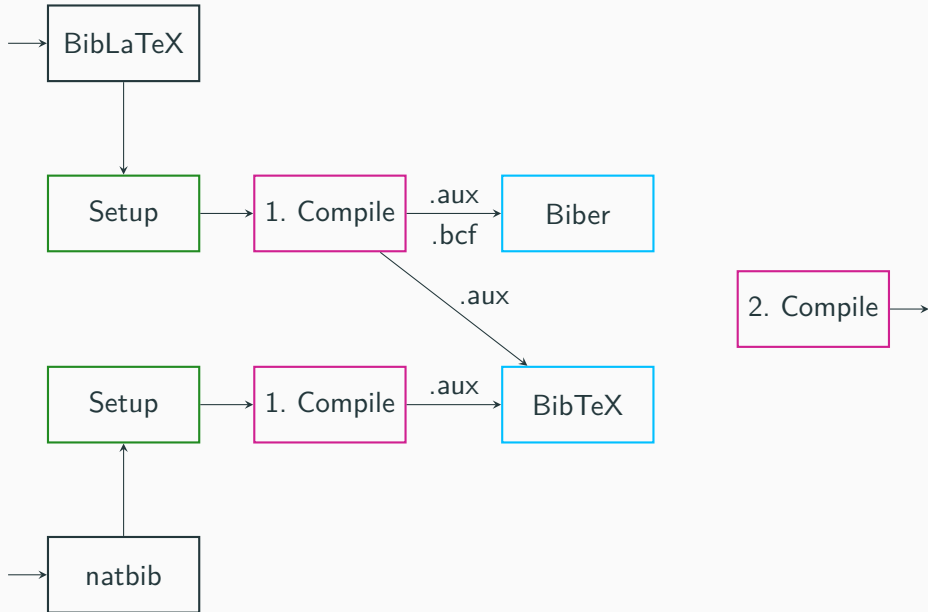 BibLaTeX
Setup
1. Compile
.aux
.bcf
Biber
.aux
2. Compile
Setup
1. Compile
.aux
BibTeX
natbib